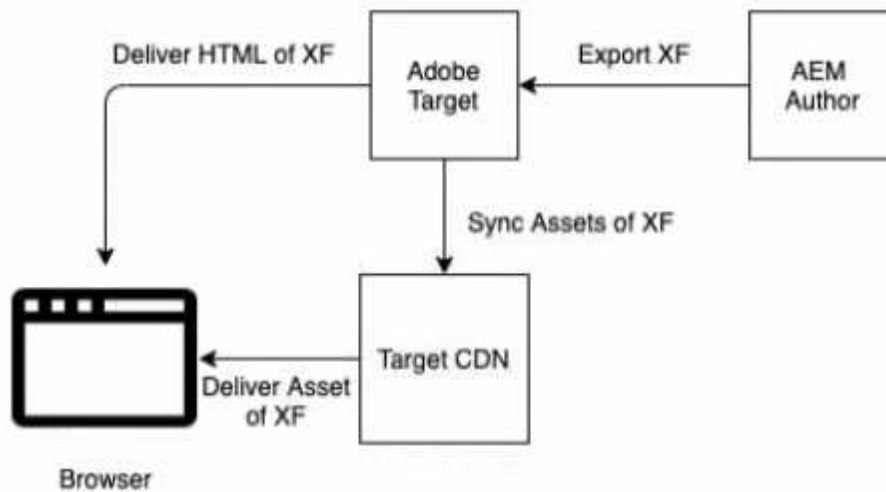 Deliver HTML of XF
Adobe
Target
Export XF
AEM
Author
Sync Assets of XF
Target CDN
Deliver Asset
of XF
Browser